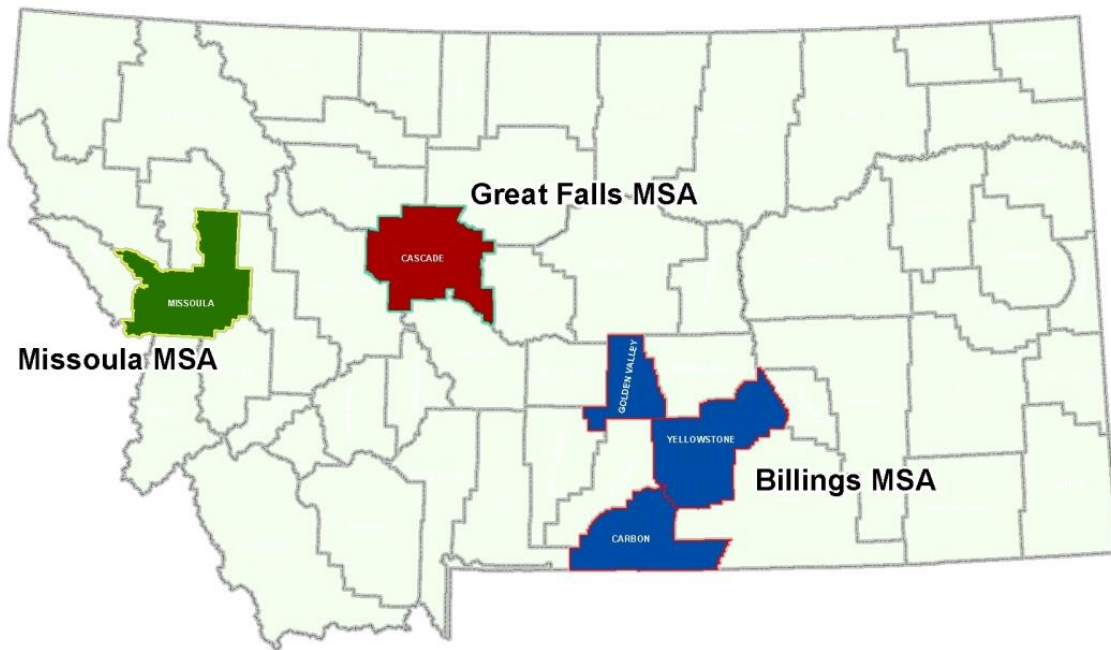 Great Falls MSA
CASCADE
MISSOULA
Missoula MSA
GOLDEN VALLEY
YELLOWSTONE
Billings MSA
CARBON